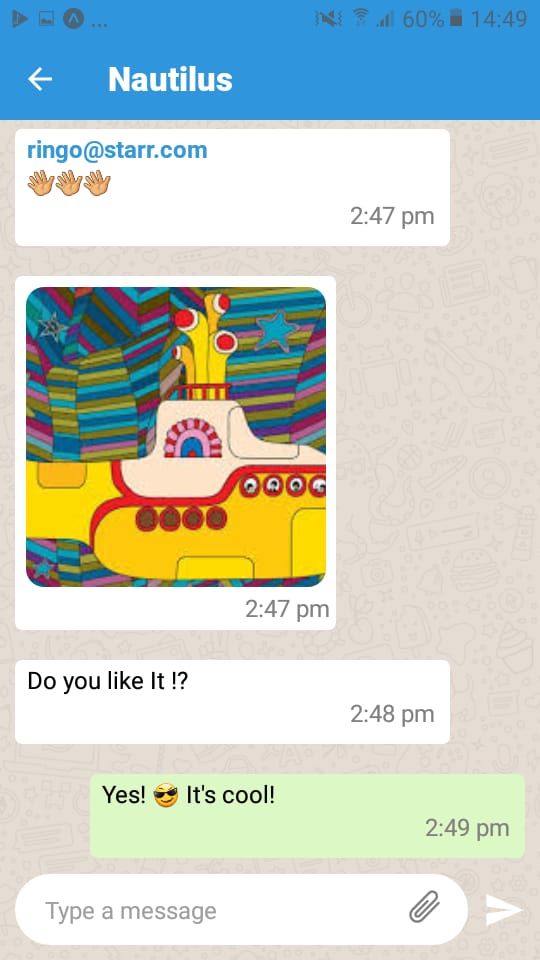 ... 60% 14:49
Nautilus
ringo@starr.com
👋🏼👋🏼👋🏼
2:47 pm
2:47 pm
Do you like It !?
2:48 pm
Yes! 😎 It's cool!
2:49 pm
Type a message